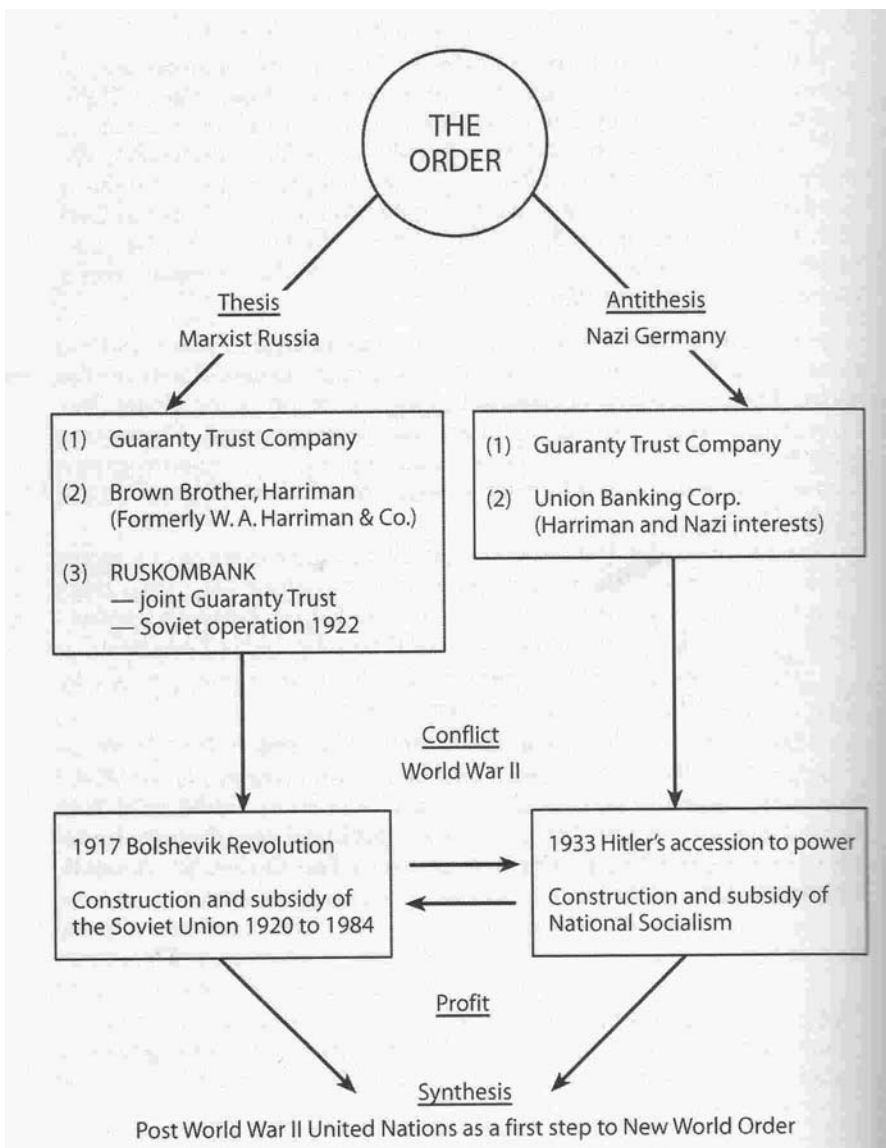 THE
ORDER
Thesis
Marxist Russia
Antithesis
Nazi Germany
(1) Guaranty Trust Company
(2) Brown Brother, Harriman
(Formerly W. A. Harriman & Co.)
(3) RUSKOMBANK
— joint Guaranty Trust
— Soviet operation 1922
(1) Guaranty Trust Company
(2) Union Banking Corp.
(Harriman and Nazi interests)
Conflict
World War II
1917 Bolshevik Revolution
Construction and subsidy of
the Soviet Union 1920 to 1984
1933 Hitler’s accession to power
Construction and subsidy of
National Socialism
Profit
Synthesis
Post World War II United Nations as a first step to New World Order